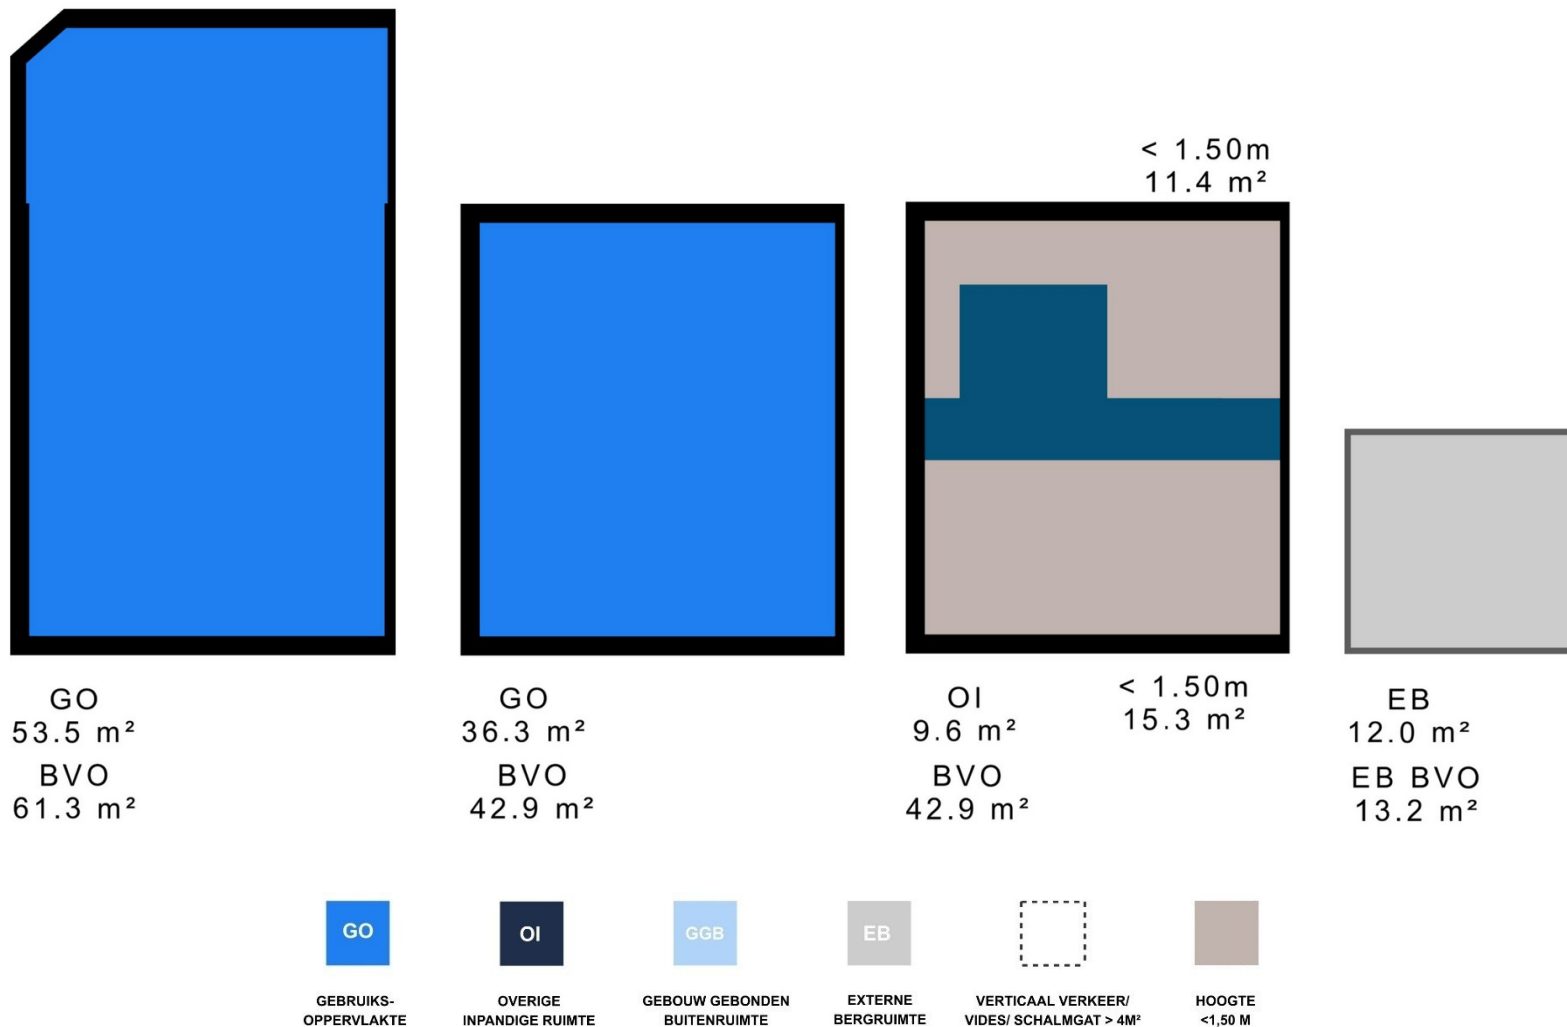 < 1.50m
11.4 m²
GO
53.5 m²
BVO
61.3 m²
GO
36.3 m²
BVO
42.9 m²
OI
9.6 m²
BVO
42.9 m²
< 1.50m
15.3 m²
EB
12.0 m²
EB BVO
13.2 m²
GO
GEBRUIKS-
OPPERVLAKTE
OI
OVERIGE
INPANDIGE RUIMTE
GGB
GEBOUW GEBONDEN
BUITENRUIMTE
EB
EXTERNE
BERGRUIMTE
VERTICAAL VERKEER/
VIDES/ SCHALMGAT > 4M²
HOOGTE
<1,50 M